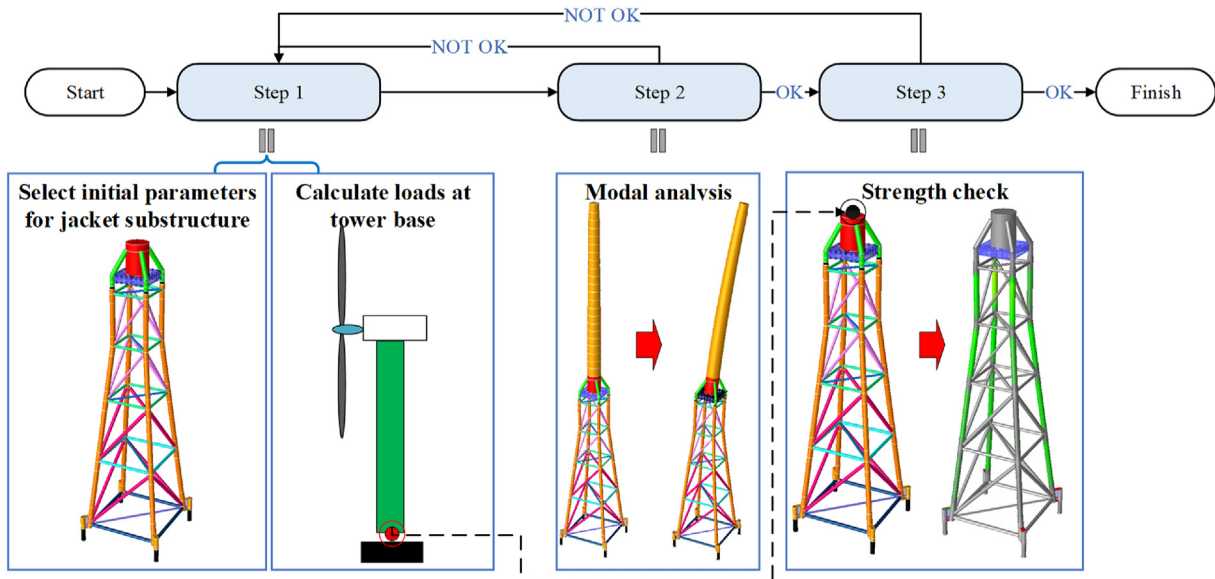 NOT OK
NOT OK
Start
Step 1
Step 2
OK
Step 3
OK
Finish
Select initial parameters
for jacket substructure
Calculate loads at
tower base
Modal analysis
Strength check